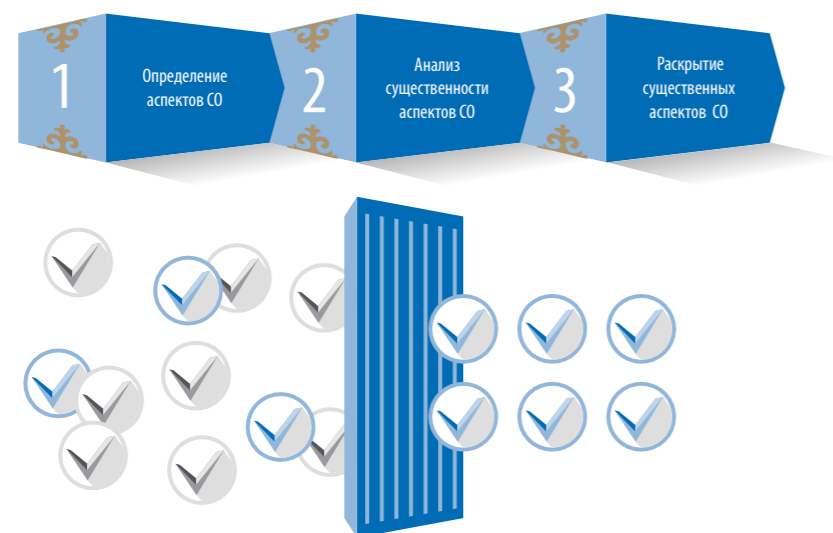 1
Определение
аспектов СО
2
Анализ
существенности
аспектов СО
3
Раскрытие
существенных
аспектов СО